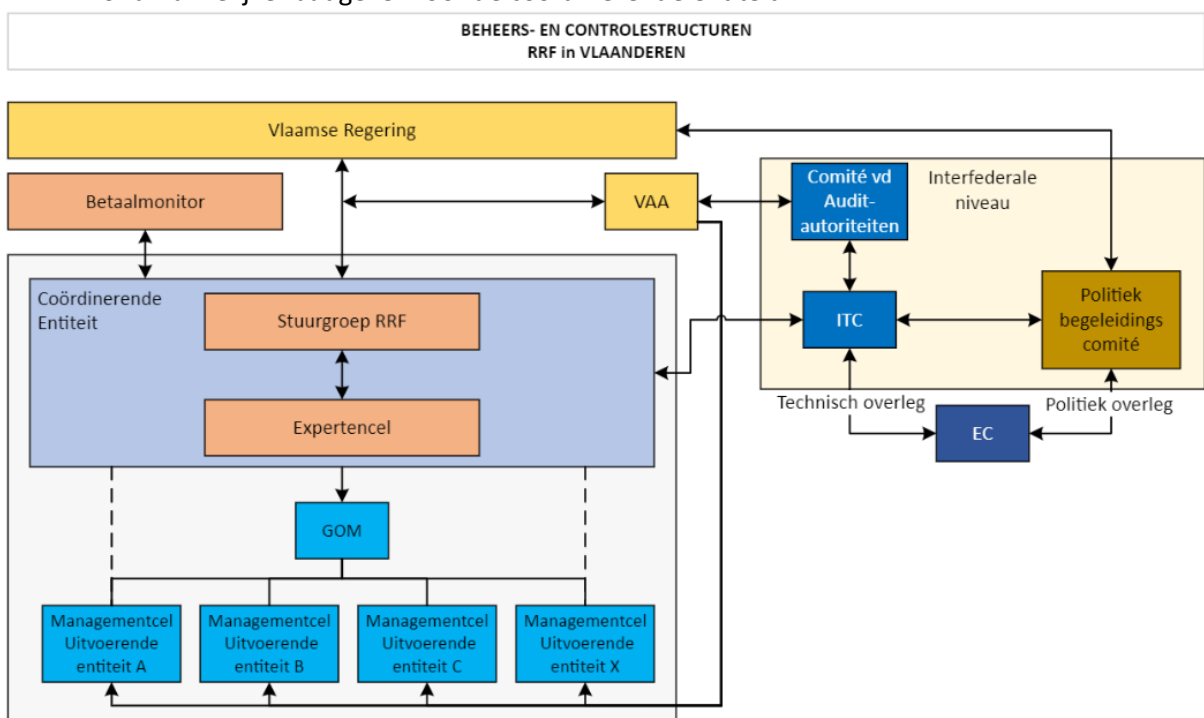 BEHEERS- EN CONTROLESTRUCTUREN
RRF in VLAANDEREN
Vlaamse Regering
Betaalmonitor
VAA
Comité vd
Audit-
autoriteiten
Interfederale
niveau
Coördinerende
Entiteit
Stuurgroep RRF
ITC
Politiek
begeleidings
comité
Expertencel
Technisch overleg
Politiek overleg
EC
GOM
Managementcel
Uitvoerende
entiteit A
Managementcel
Uitvoerende
entiteit B
Managementcel
Uitvoerende
entiteit C
Managementcel
Uitvoerende
entiteit X